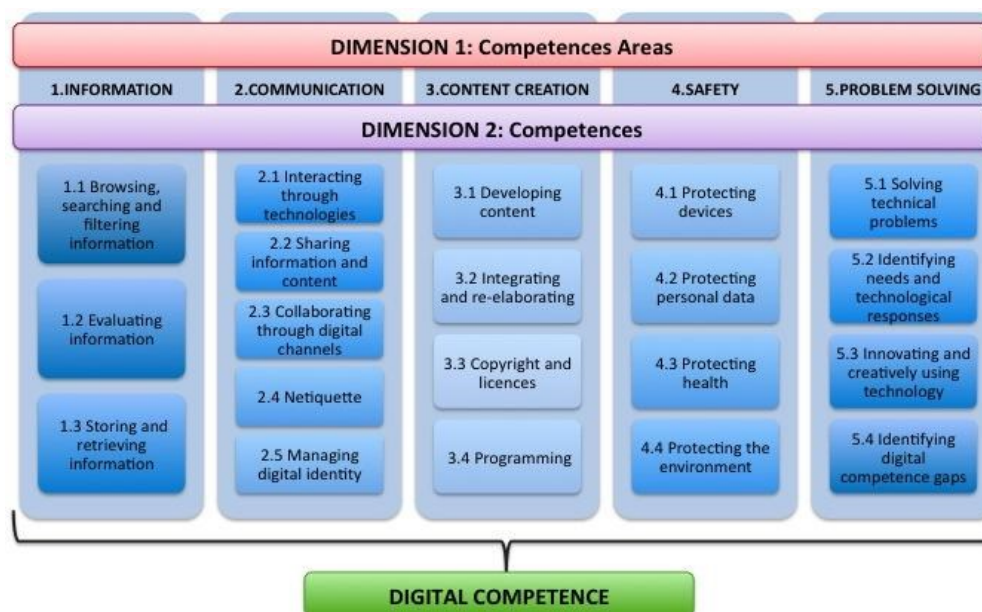 DIMENSION 1: Competences Areas
1.INFORMATION
2.COMMUNICATION
3.CONTENT CREATION
4.SAFETY
5.PROBLEM SOLVING
DIMENSION 2: Competences
1.1 Browsing,
searching and
filtering
information
1.2 Evaluating
information
1.3 Storing and
retrieving
information
2.1 Interacting
through
technologies
2.2 Sharing
information and
content
2.3 Collaborating
through digital
channels
2.4 Netiquette
2.5 Managing
digital identity
3.1 Developing
content
3.2 Integrating
and re-elaborating
3.3 Copyright and
licences
3.4 Programming
4.1 Protecting
devices
4.2 Protecting
personal data
4.3 Protecting
health
4.4 Protecting the
environment
5.1 Solving
technical
problems
5.2 Identifying
needs and
technological
responses
5.3 Innovating and
creatively using
technology
5.4 Identifying
digital
competence gaps
DIGITAL COMPETENCE